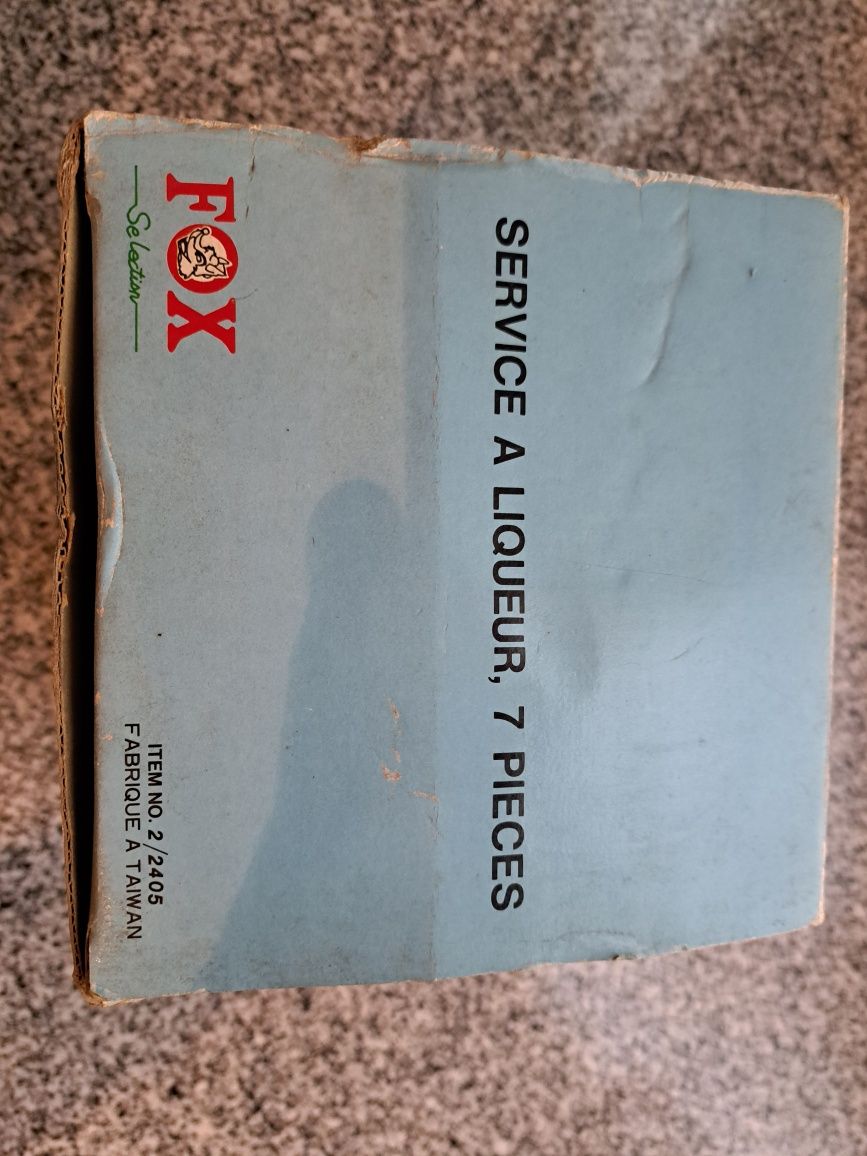 FOX
Selection
SERVICE A LIQUEUR, 7 PIECES
ITEM NO. 2/2405
FABRIQUE A TAIWAN